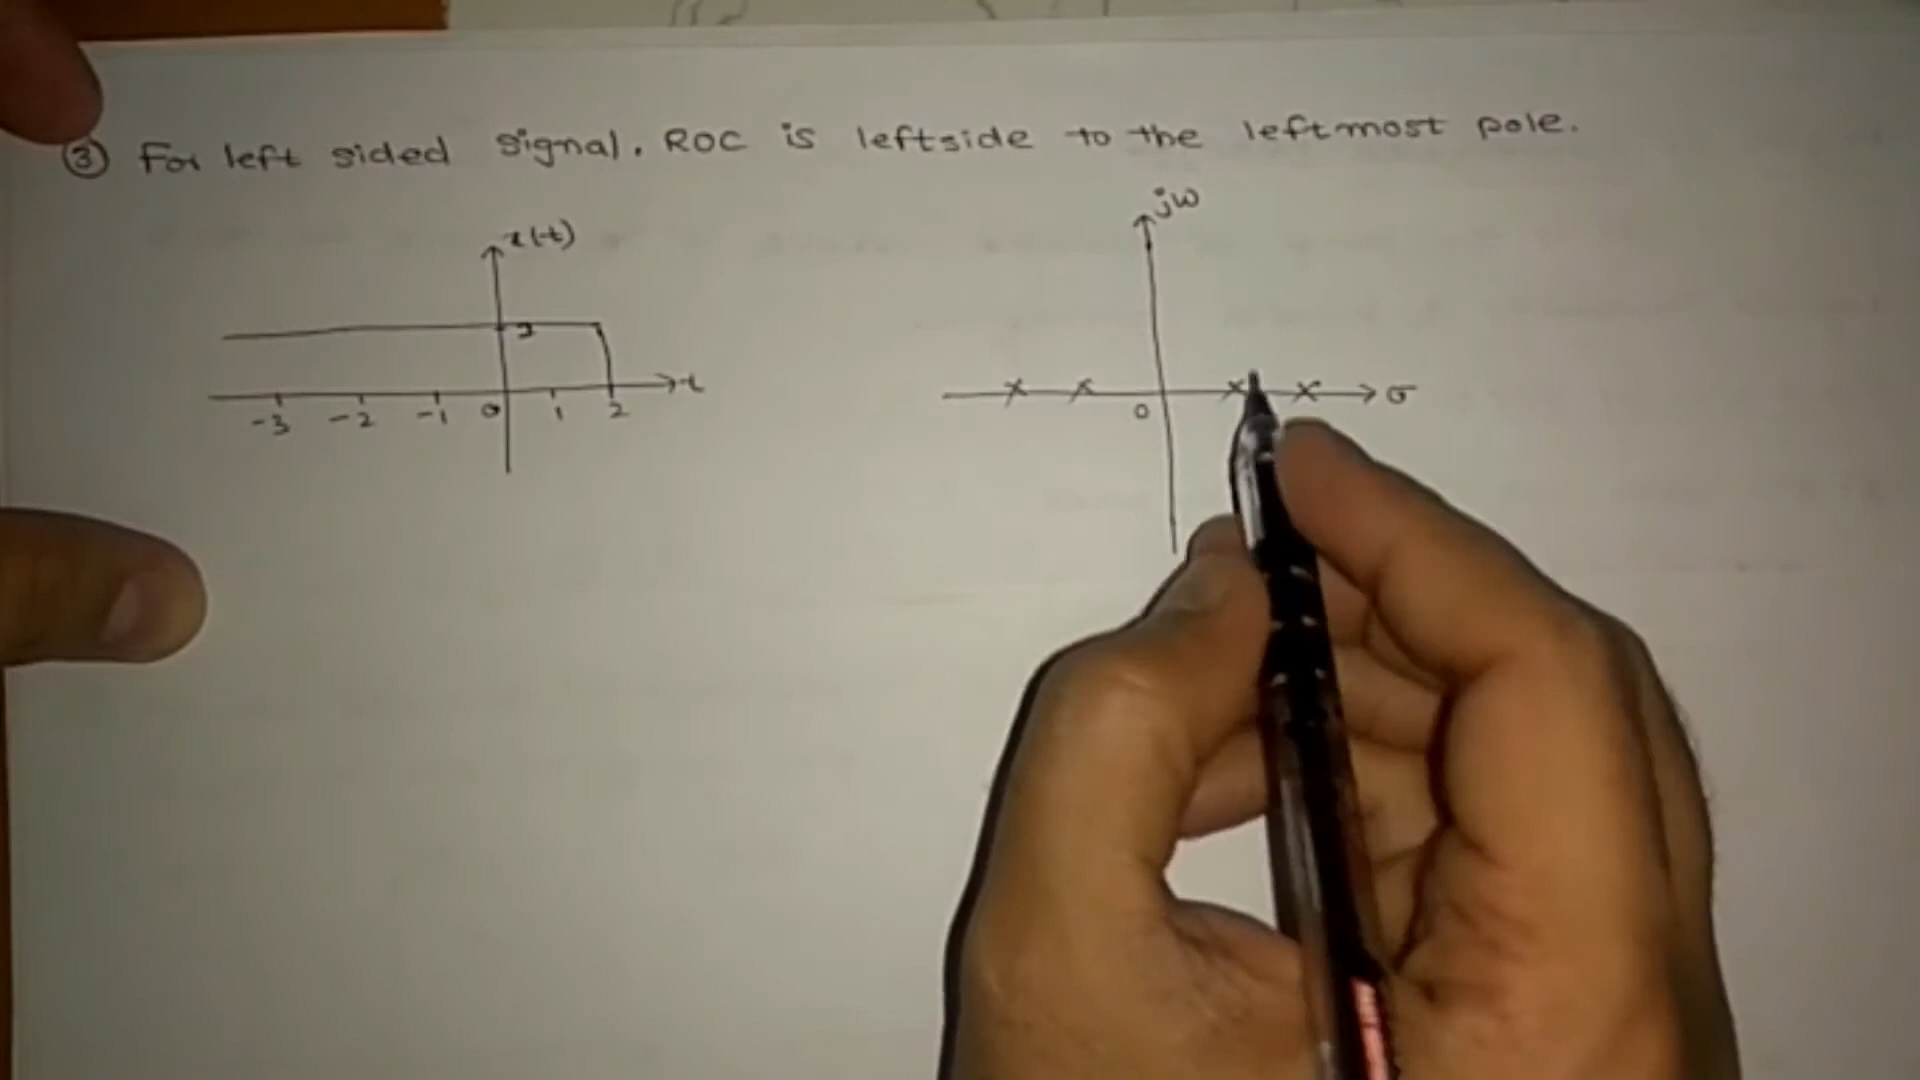 ③ For left sided signal, ROC is leftside to the leftmost pole.
x(t)
3
t
-3 -2 -1 0 1 2
jω
σ
0